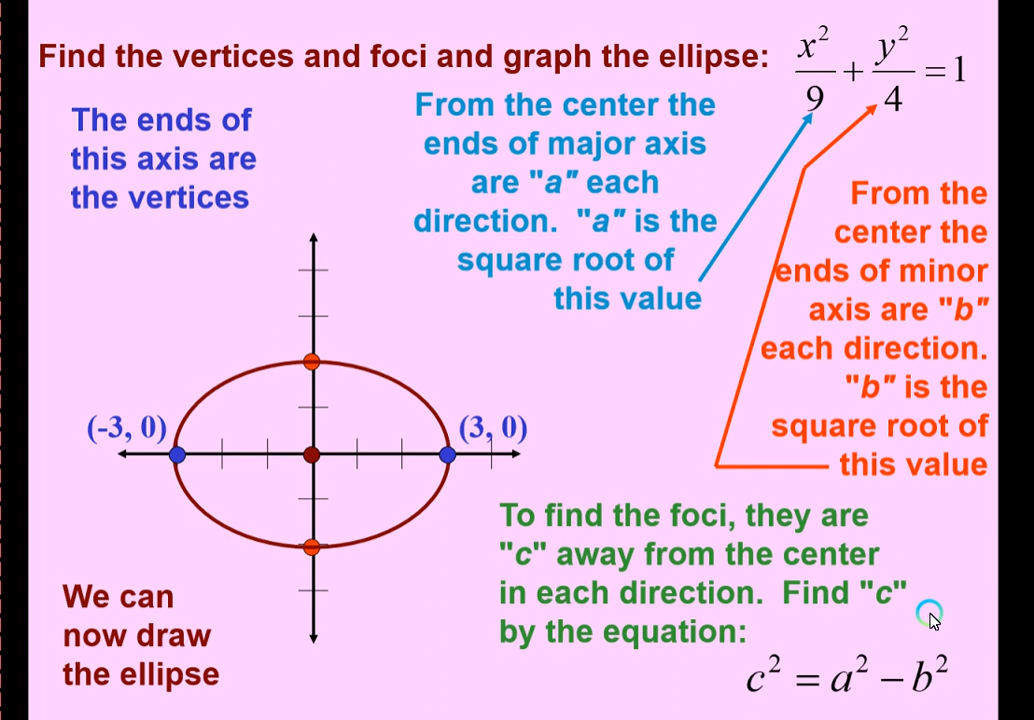 Find the vertices and foci and graph the ellipse: x²/9 + y²/4 = 1
The ends of
this axis are
the vertices
From the center the
ends of major axis
are "a" each
direction. "a" is the
square root of
this value
From the
center the
ends of minor
axis are "b"
each direction.
"b" is the
square root of
this value
(-3, 0)
(3, 0)
To find the foci, they are
"c" away from the center
in each direction. Find "c"
by the equation:
c² = a² – b²
We can
now draw
the ellipse